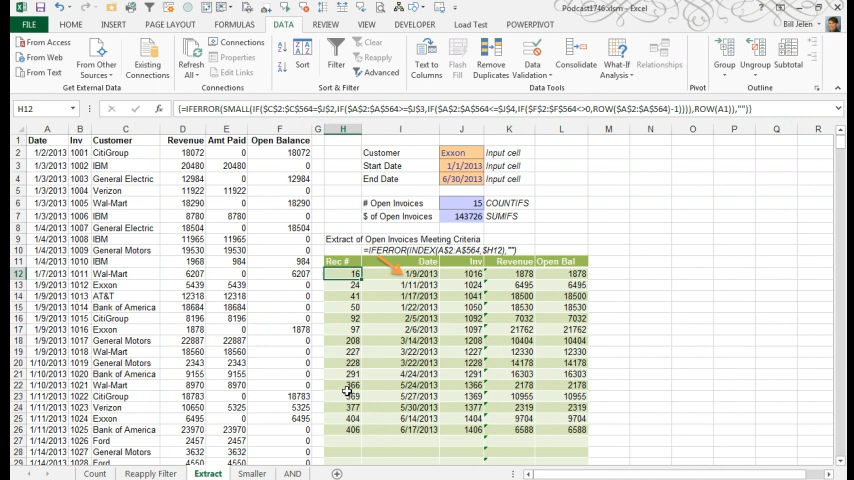 Podcast1746.xlsm - Excel
FILE HOME INSERT PAGE LAYOUT FORMULAS DATA REVIEW VIEW DEVELOPER Load Test POWERPIVOT Bill Jelen
From Access
From Web
From Text
From Other Sources
Existing Connections
Get External Data
Refresh All
Connections
Properties
Edit Links
Connections
Sort
Filter
Clear
Reapply
Advanced
Sort & Filter
Text to Columns
Flash Fill
Remove Duplicates
Data Validation
Consolidate
What-If Analysis
Relationships
Data Tools
Group
Ungroup
Subtotal
Outline
H12 {=IFERROR(SMALL(IF($C$2:$C$564=$J$2,IF($A$2:$A$564>=$J$3,IF($A$2:$A$564<=$J$4,IF($F$2:$F$564<>0,ROW($A$2:$A$564)-1)))),ROW(A1)),"")}
A B C D E F G H I J K L M N O P Q R
1 Date Inv Customer Revenue Amt Paid Open Balance
2 1/2/2013 1001 CitiGroup 18072 0 18072 Customer Exxon Input cell
3 1/2/2013 1002 IBM 20480 20480 0 Start Date 1/1/2013 Input cell
4 1/2/2013 1003 General Electric 12984 12984 0 End Date 6/30/2013 Input cell
5 1/4/2013 1004 Verizon 11922 11922 0
6 1/4/2013 1005 Wal-Mart 18290 0 18290 # Open Invoices 15 COUNTIFS
7 1/7/2013 1006 IBM 8780 8780 0 $ of Open Invoices 143726 SUMIFS
8 1/7/2013 1007 General Electric 18504 0 18504
9 1/7/2013 1008 IBM 11965 11965 0 Extract of Open Invoices Meeting Criteria
10 1/7/2013 1009 General Motors 19530 19530 0 =IFERROR(INDEX(A$2:A$564,$H12),"")
11 1/7/2013 1010 IBM 1968 984 984 Rec # Date Inv Revenue Open Bal
12 1/7/2013 1011 Wal-Mart 6207 0 6207 16 1/9/2013 1016 1878 1878
13 1/9/2013 1012 Exxon 5439 5439 0 24 1/11/2013 1024 6495 6495
14 1/9/2013 1013 AT&T 12318 12318 0 41 1/17/2013 1041 18500 18500
15 1/9/2013 1014 Bank of America 18684 18684 0 50 1/22/2013 1050 15530 15530
16 1/9/2013 1015 CitiGroup 8196 8196 0 92 2/5/2013 1092 7032 7032
17 1/9/2013 1016 Exxon 1878 0 1878 97 2/6/2013 1097 21762 21762
18 1/9/2013 1017 General Motors 22887 22887 0 208 3/14/2013 1208 10404 10404
19 1/9/2013 1018 Wal-Mart 18560 18560 0 227 3/22/2013 1227 12330 12330
20 1/10/2013 1019 General Motors 2343 2343 0 228 3/22/2013 1228 14178 14178
21 1/10/2013 1020 Bank of America 9155 9155 0 291 4/24/2013 1291 16303 16303
22 1/10/2013 1021 Wal-Mart 8970 8970 0 366 5/24/2013 1366 2178 2178
23 1/11/2013 1022 CitiGroup 18783 0 18783 369 5/27/2013 1369 10955 10955
24 1/11/2013 1023 Verizon 10650 5325 5325 377 5/30/2013 1377 2319 2319
25 1/11/2013 1024 Exxon 6495 0 6495 404 6/14/2013 1404 9704 9704
26 1/11/2013 1025 Bank of America 23970 23970 0 406 6/17/2013 1406 6588 6588
27 1/14/2013 1026 Ford 2457 2457 0
28 1/14/2013 1027 General Motors 3632 3632 0
29 1/14/2013 1028 Ford 4550 4550 0
Count Reapply Filter Extract Smaller AND